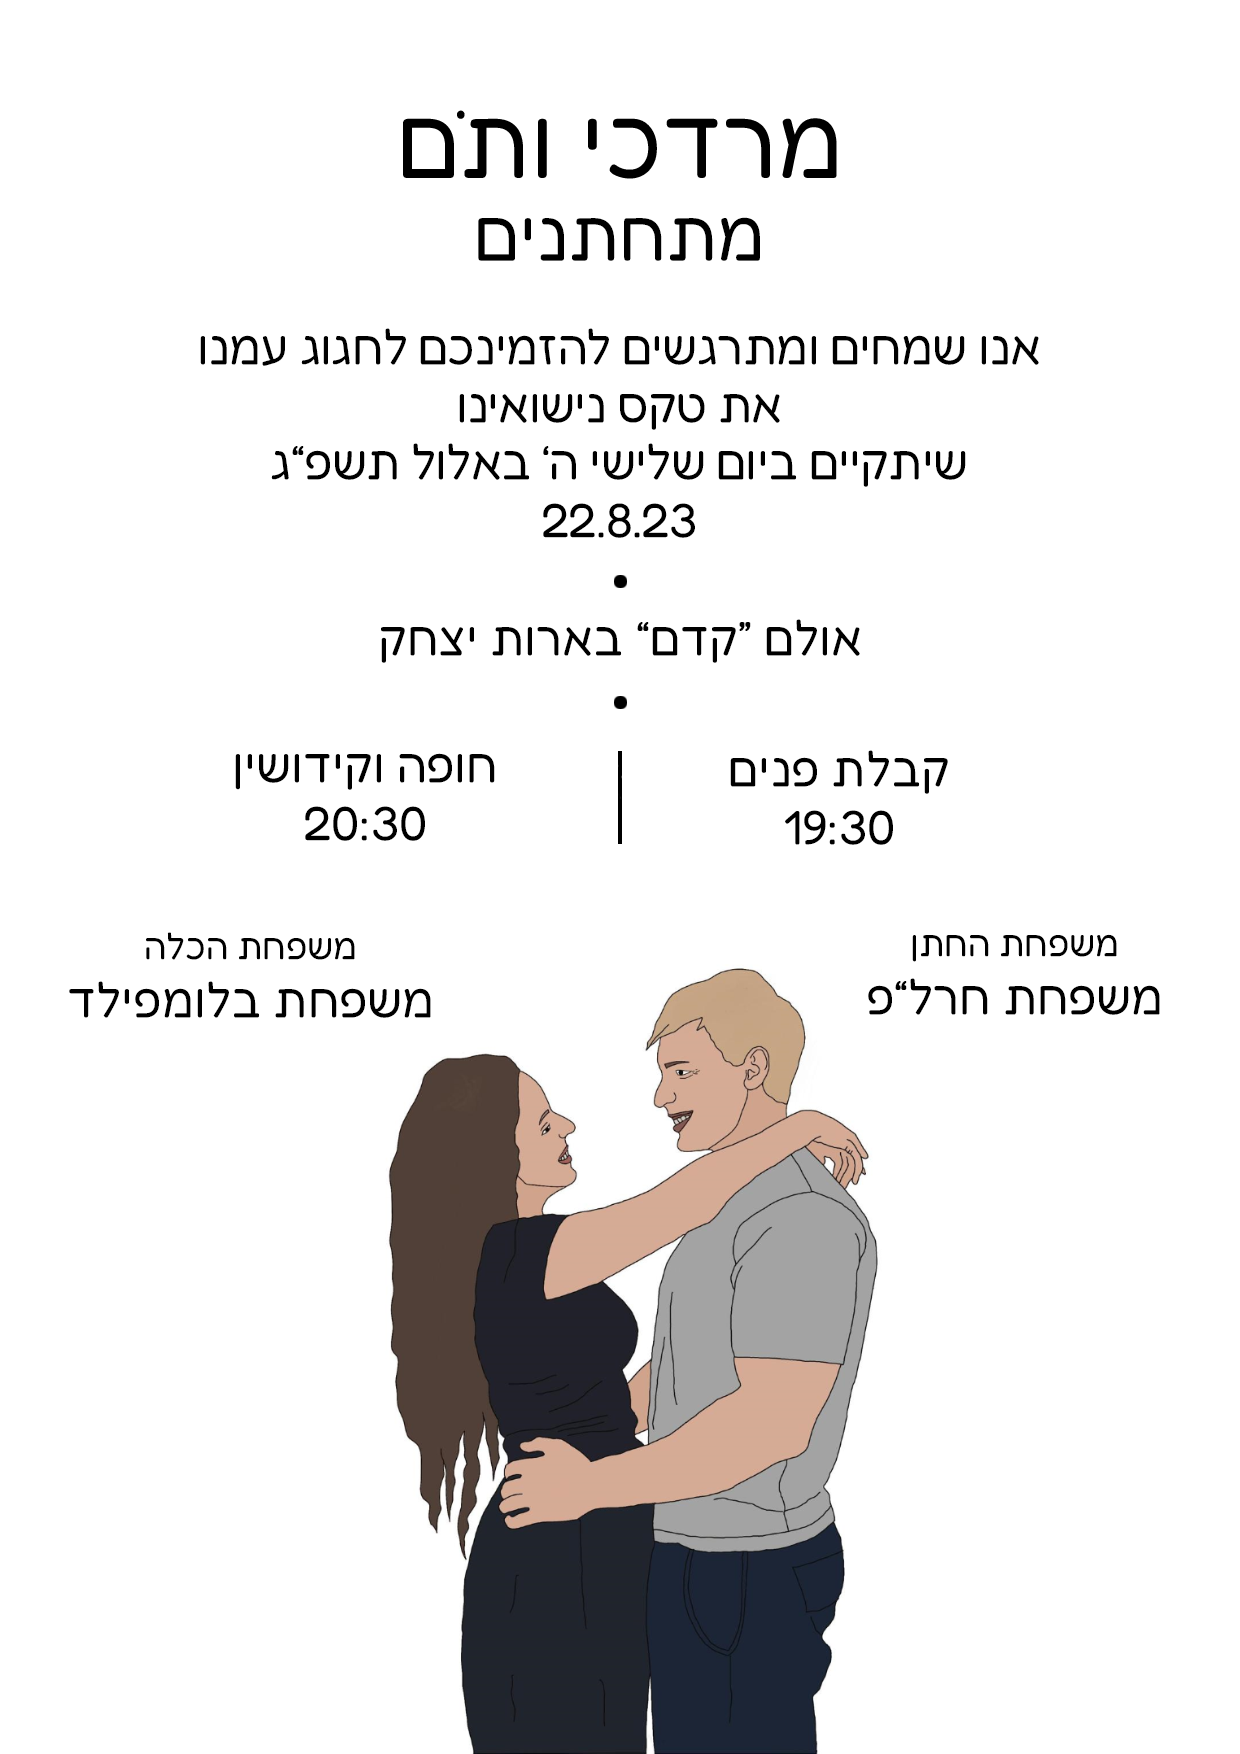 מרדכי ותֹם
מתחתנים
אנו שמחים ומתרגשים להזמינכם לחגוג עמנו
את טקס נישואינו
שיתקיים ביום שלישי ה‘ באלול תשפ“ג
22.8.23
•
אולם ”קדם“ בארות יצחק
•
קבלת פנים
19:30
חופה וקידושין
20:30
משפחת החתן
משפחת חרל“פ
משפחת הכלה
משפחת בלומפילד